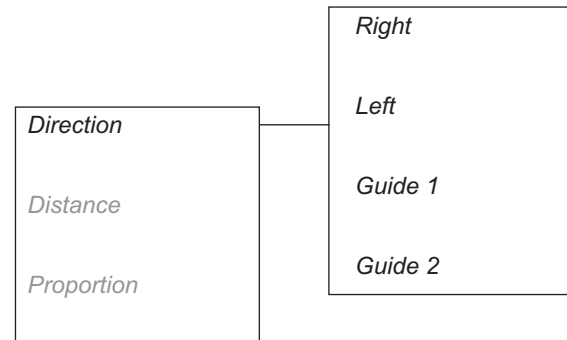 Direction
Distance
Proportion
Right
Left
Guide 1
Guide 2